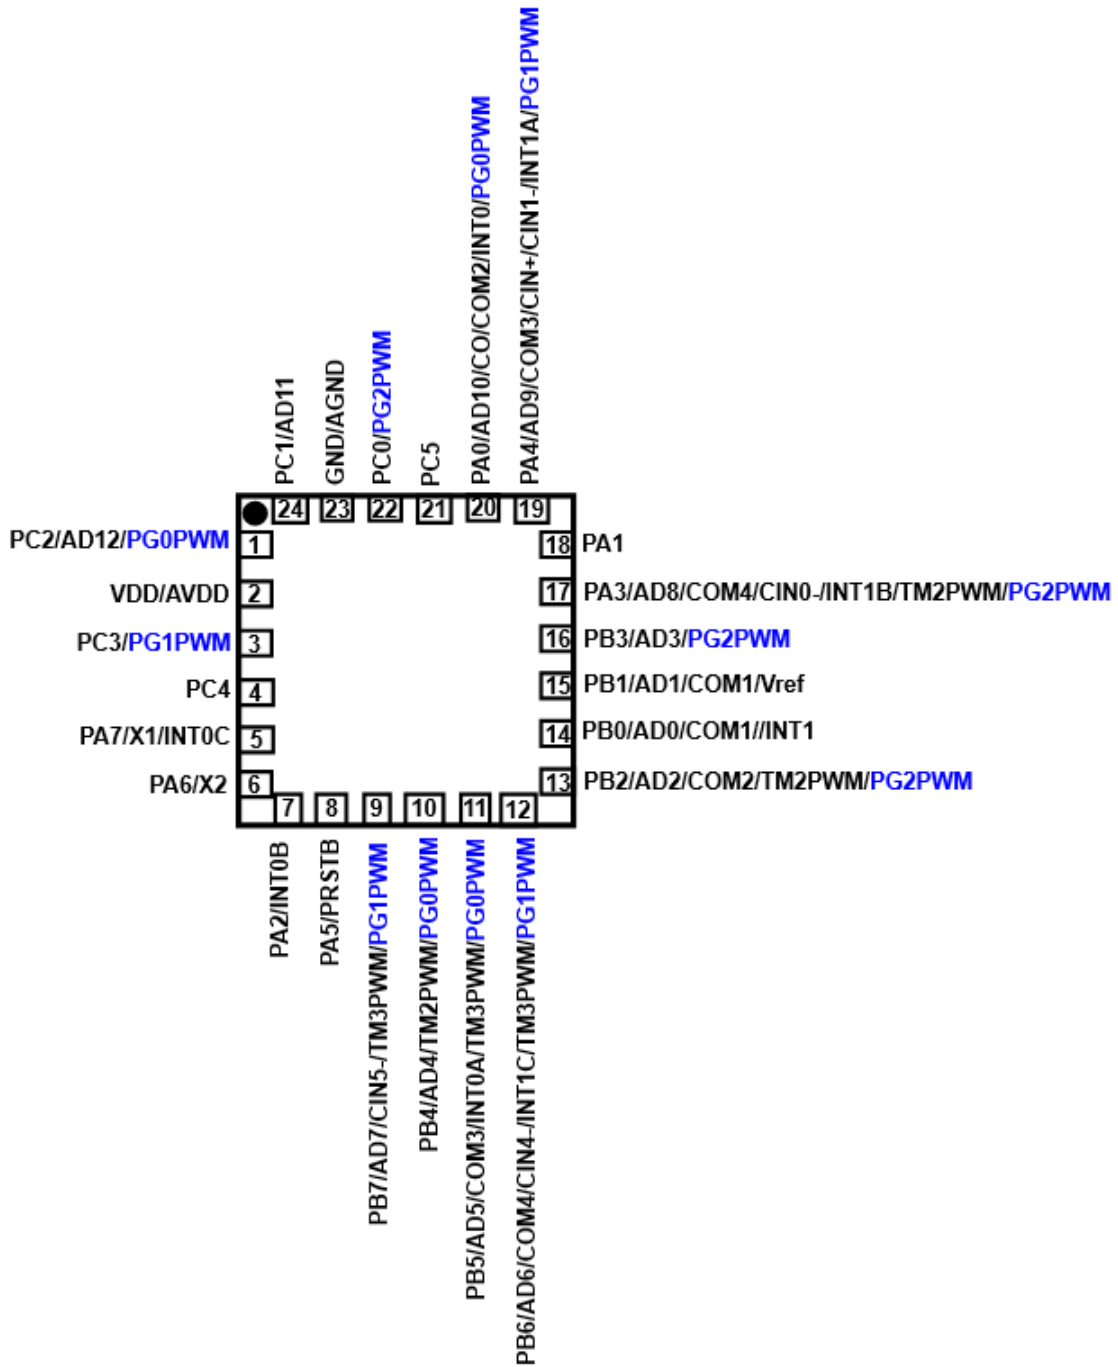 PA4/AD9/COM3/CIN+/CIN1-/INT1A/PG1PWM
PA0/AD10/CO/COM2/INT0/PG0PWM
PC0/PG2PWM
GND/AGND
PC1/AD11
PC5
24 23 22 21 20 19
PC2/AD12/PG0PWM 1
18 PA1
VDD/AVDD 2
17 PA3/AD8/COM4/CIN0-/INT1B/TM2PWM/PG2PWM
PC3/PG1PWM 3
16 PB3/AD3/PG2PWM
PC4 4
15 PB1/AD1/COM1/Vref
PA7/X1/INT0C 5
14 PB0/AD0/COM1//INT1
PA6/X2 6
13 PB2/AD2/COM2/TM2PWM/PG2PWM
7 8 9 10 11 12
PA2/INT0B
PA5/PRSTB
PB7/AD7/CIN5-/TM3PWM/PG1PWM
PB4/AD4/TM2PWM/PG0PWM
PB5/AD5/COM3/INT0A/TM3PWM/PG0PWM
PB6/AD6/COM4/CIN4-/INT1C/TM3PWM/PG1PWM